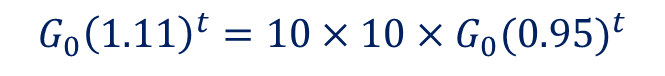 G₀(1.11)ᵗ = 10 × 10 × G₀(0.95)ᵗ